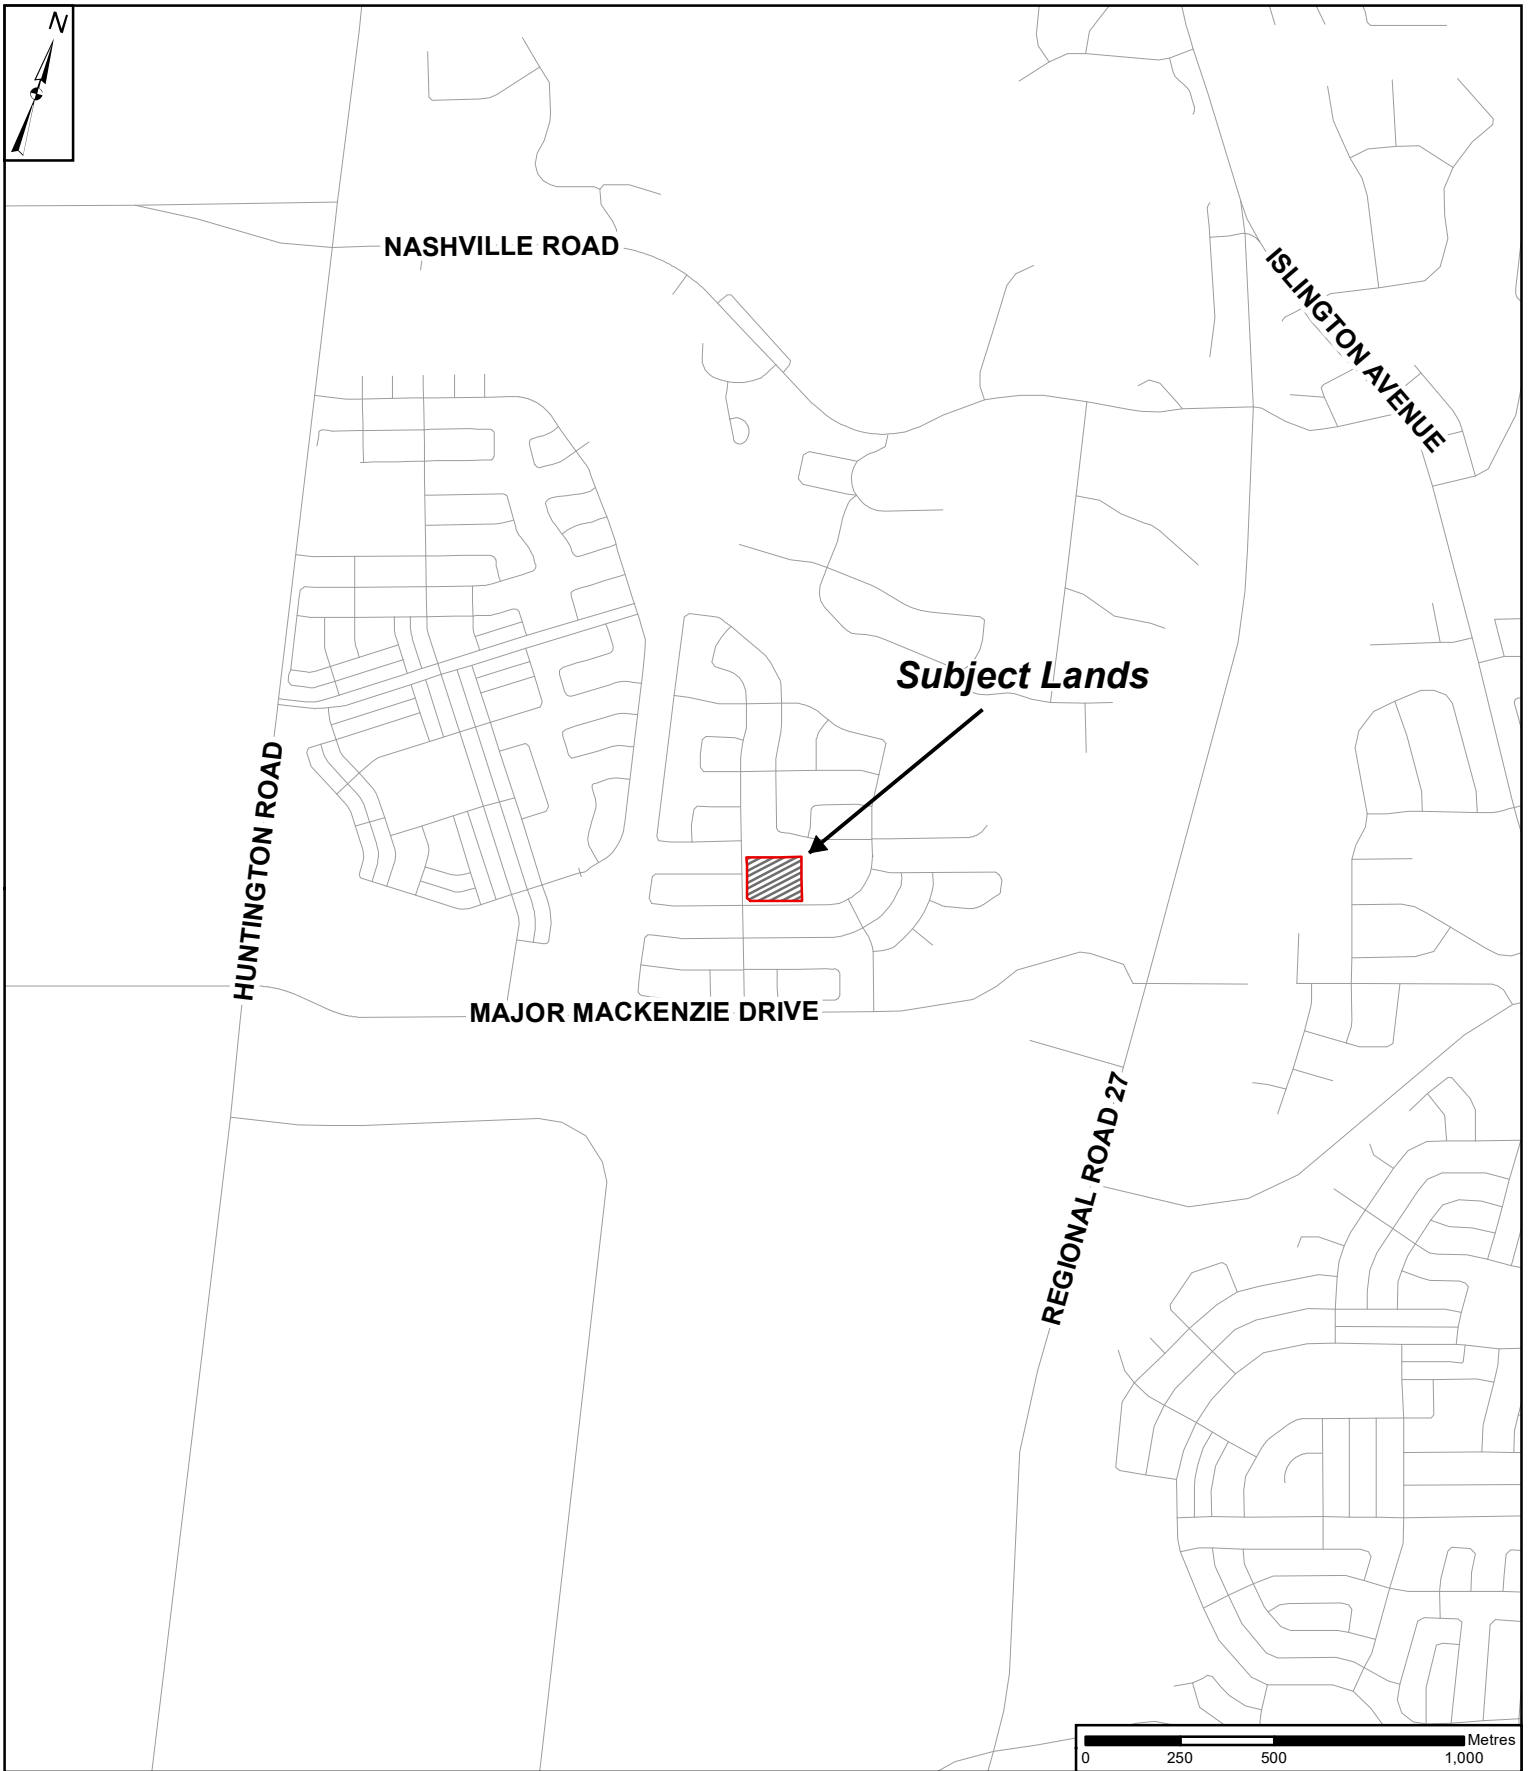 N
NASHVILLE ROAD
ISLINGTON AVENUE
Subject Lands
HUNTINGTON ROAD
MAJOR MACKENZIE DRIVE
REGIONAL ROAD 27
Metres
0 250 500 1,000